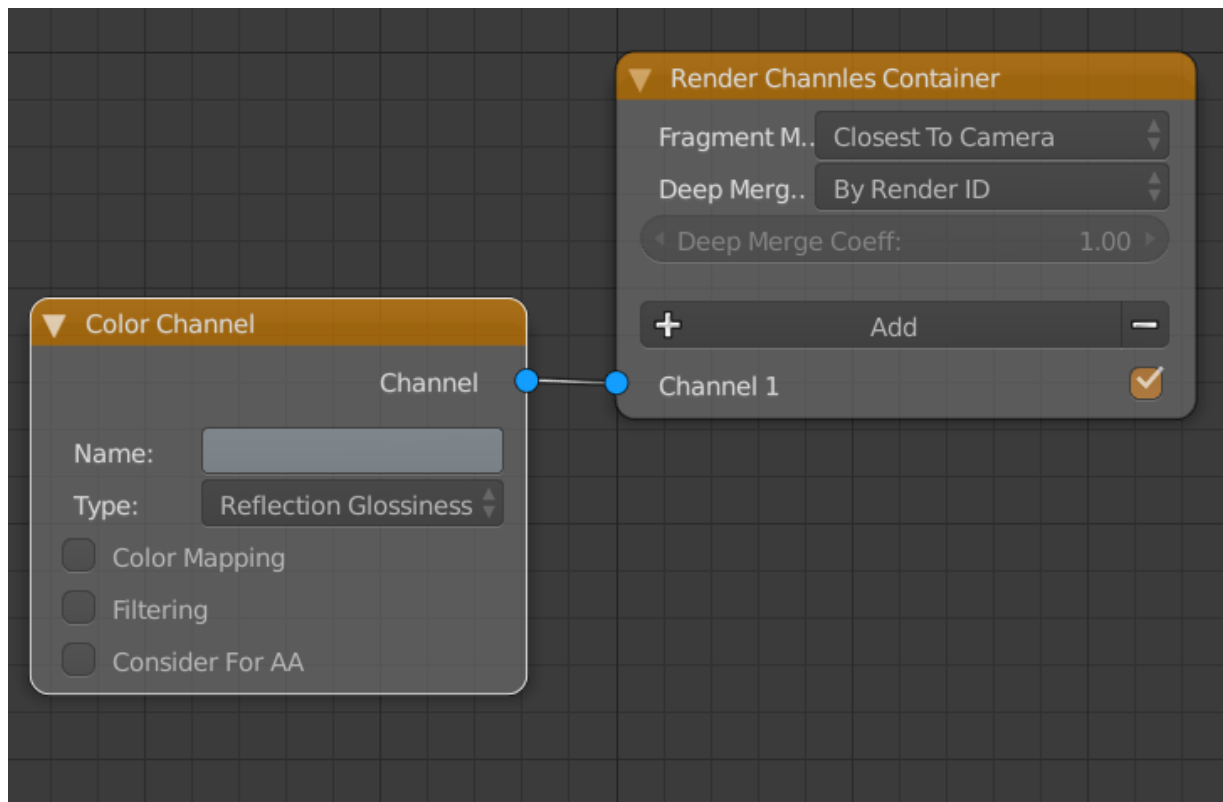 Render Channles Container
Fragment M.. Closest To Camera
Deep Merg.. By Render ID
Deep Merge Coeff: 1.00
Add
Channel 1
Color Channel
Channel
Name:
Type: Reflection Glossiness
Color Mapping
Filtering
Consider For AA